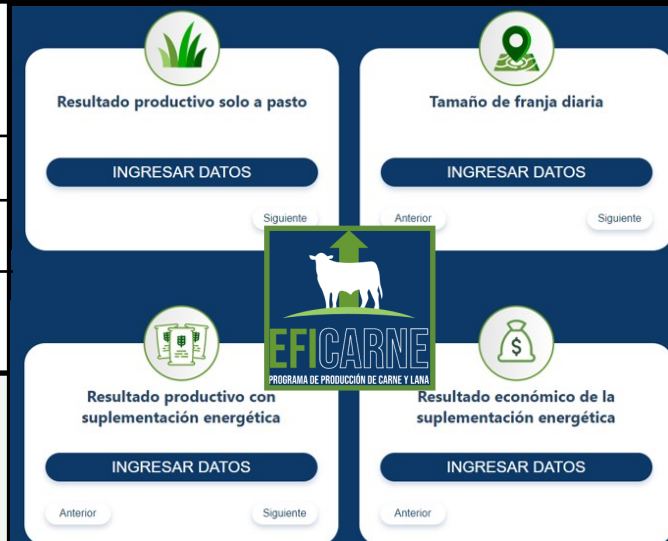 Resultado productivo solo a pasto
INGRESAR DATOS
Siguiente
Tamaño de franja diaria
INGRESAR DATOS
Anterior
Siguiente
EFICARNE
PROGRAMA DE PRODUCCIÓN DE CARNE Y LANA
Resultado productivo con
suplementación energética
INGRESAR DATOS
Anterior
Siguiente
$
Resultado económico de la
suplementación energética
INGRESAR DATOS
Anterior